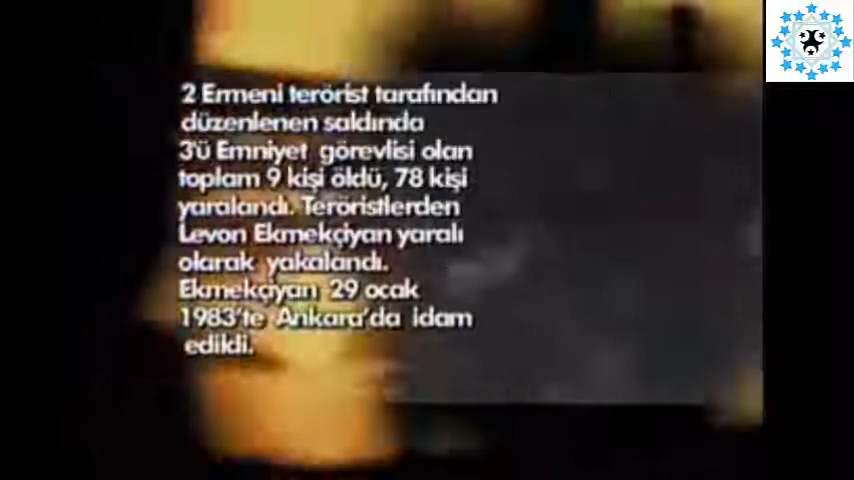 2 Ermeni terörist tarafından
düzenlenen saldırıda
3'ü Emniyet görevlisi olan
toplam 9 kişi öldü, 78 kişi
yaralandı. Teröristlerden
Levon Ekmekçiyan yaralı
olarak yakalandı.
Ekmekçiyan 29 ocak
1983'te Ankara'da idam
edildi.